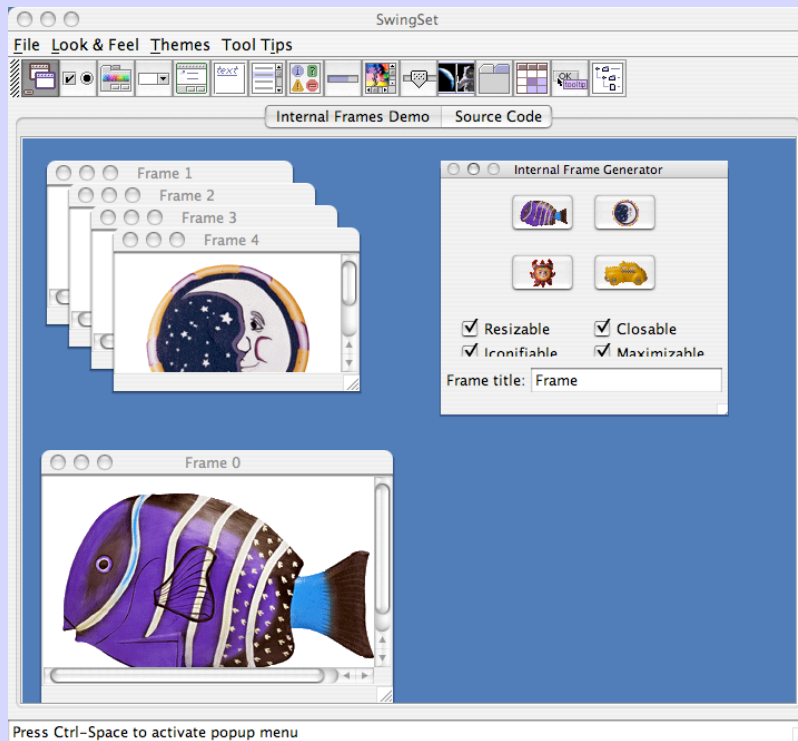 SwingSet
File Look & Feel Themes Tool Tips
text OK tooltip
Internal Frames Demo Source Code
Frame 1
Internal Frame Generator
Frame 2
Frame 3
Frame 4
Resizable Closable
Iconifiable Maximizable
Frame title: Frame
Frame 0
Press Ctrl-Space to activate popup menu